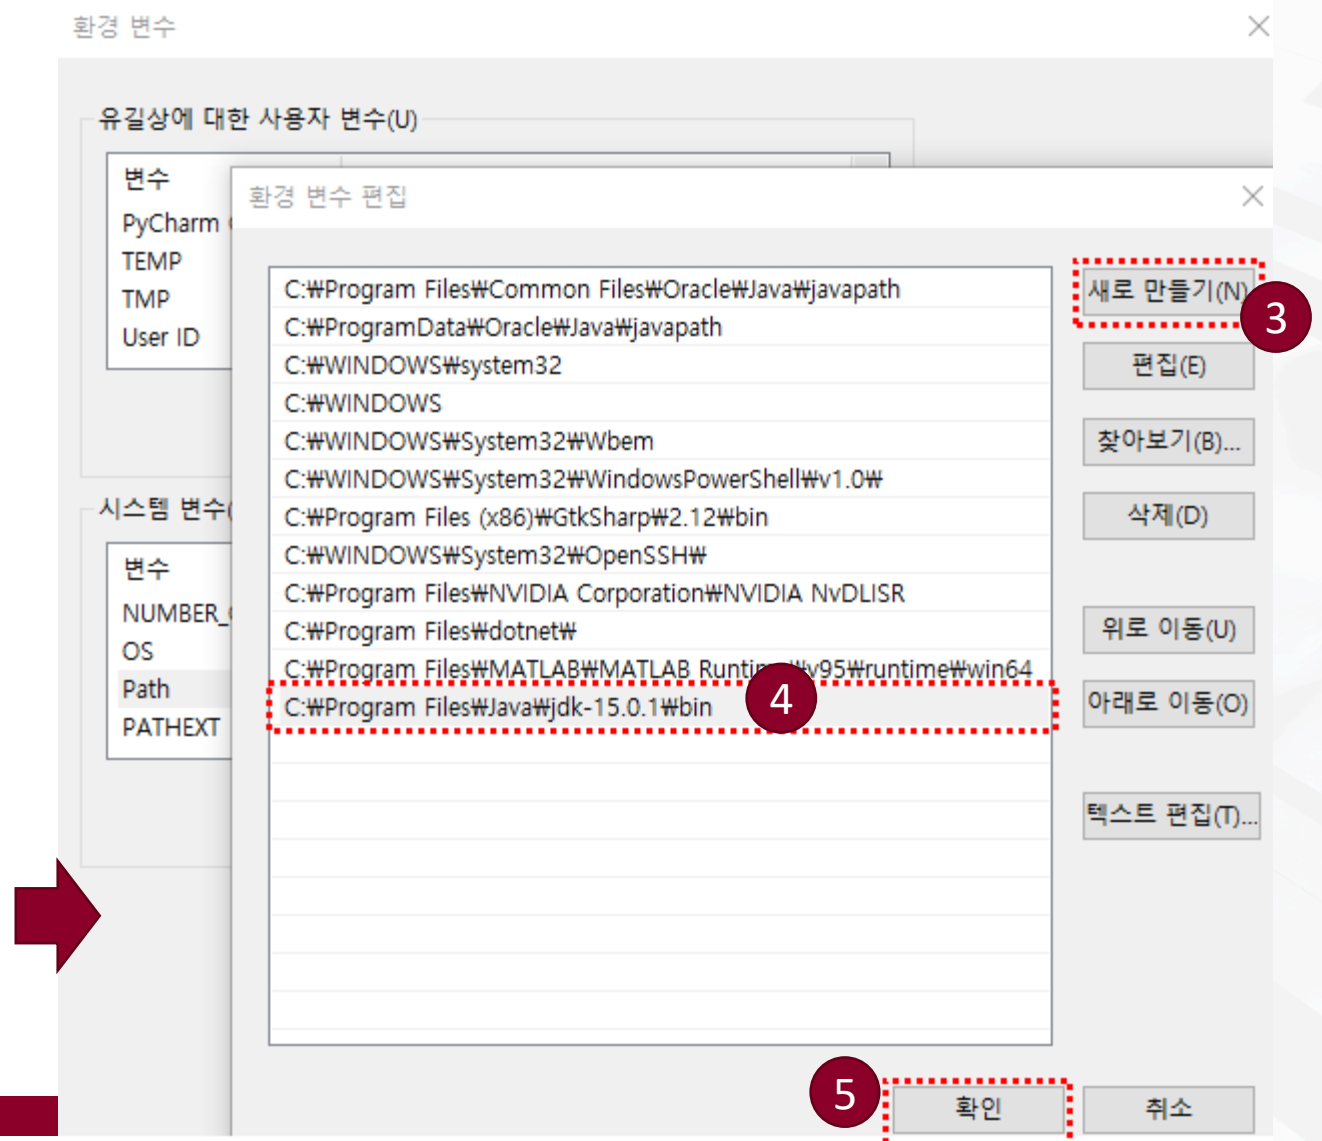 환경 변수
유길상에 대한 사용자 변수(U)
변수
PyCharm
TEMP
TMP
User ID
시스템 변수(
변수
NUMBER_
OS
Path
PATHEXT
환경 변수 편집
C:₩Program Files₩Common Files₩Oracle₩Java₩javapath
C:₩ProgramData₩Oracle₩Java₩javapath
C:₩WINDOWS₩system32
C:₩WINDOWS
C:₩WINDOWS₩System32₩Wbem
C:₩WINDOWS₩System32₩WindowsPowerShell₩v1.0₩
C:₩Program Files (x86)₩GtkSharp₩2.12₩bin
C:₩WINDOWS₩System32₩OpenSSH₩
C:₩Program Files₩NVIDIA Corporation₩NVIDIA NvDLISR
C:₩Program Files₩dotnet₩
C:₩Program Files₩MATLAB₩MATLAB Runtime₩v95₩runtime₩win64
C:₩Program Files₩Java₩jdk-15.0.1₩bin
4
새로 만들기(N)
3
편집(E)
찾아보기(B)...
삭제(D)
위로 이동(U)
아래로 이동(O)
텍스트 편집(T)...
5
확인
취소